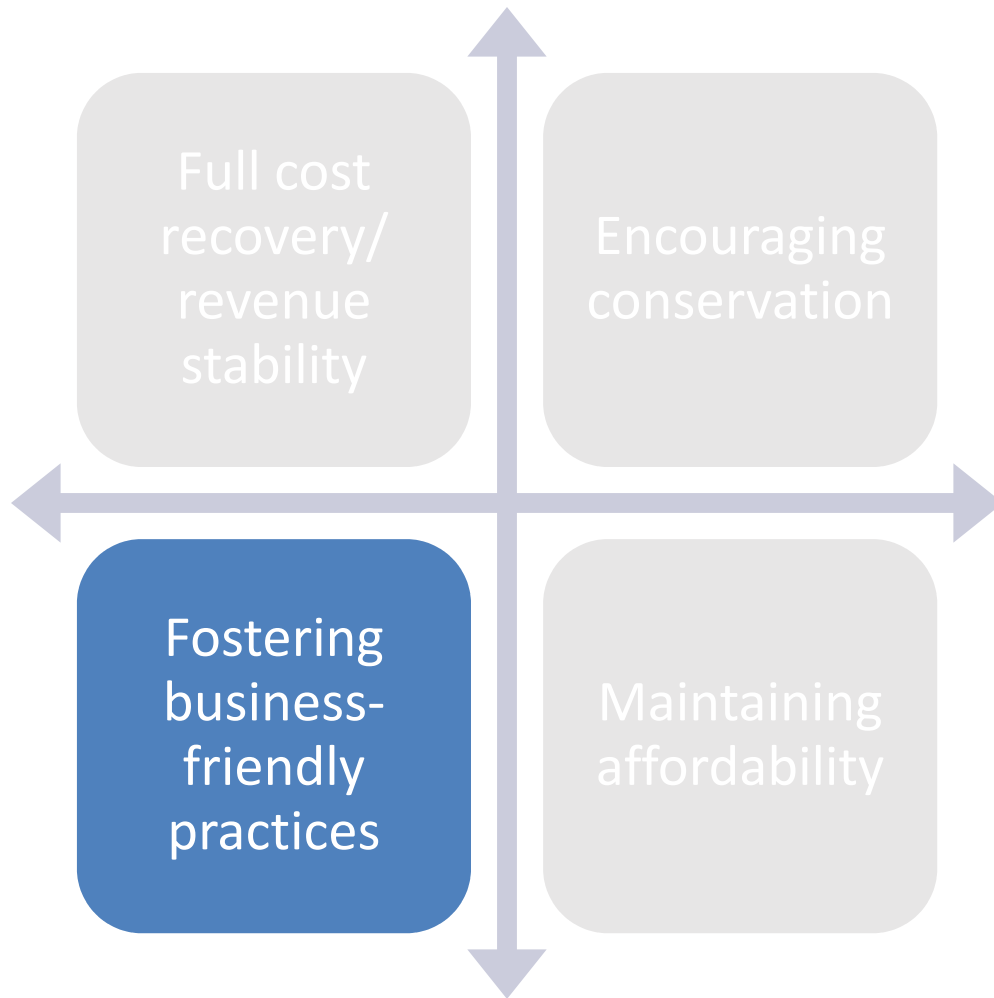 Full cost
recovery/
revenue
stability
Encouraging
conservation
Fostering
business-
friendly
practices
Maintaining
affordability